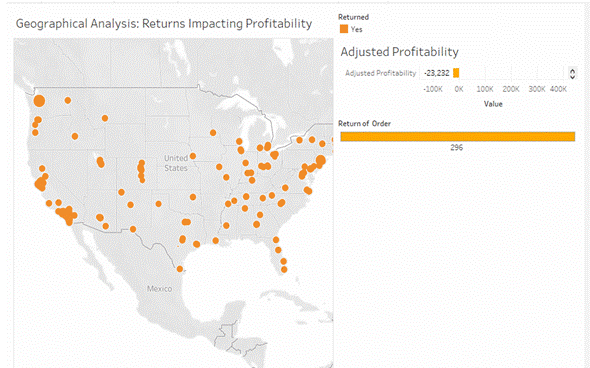 Geographical Analysis: Returns Impacting Profitability
Returned
Yes
Adjusted Profitability
Adjusted Profitability
-23,232
-100K 0K 100K 200K 300K 400K
Value
Return of Order
296
United
States
Mexico